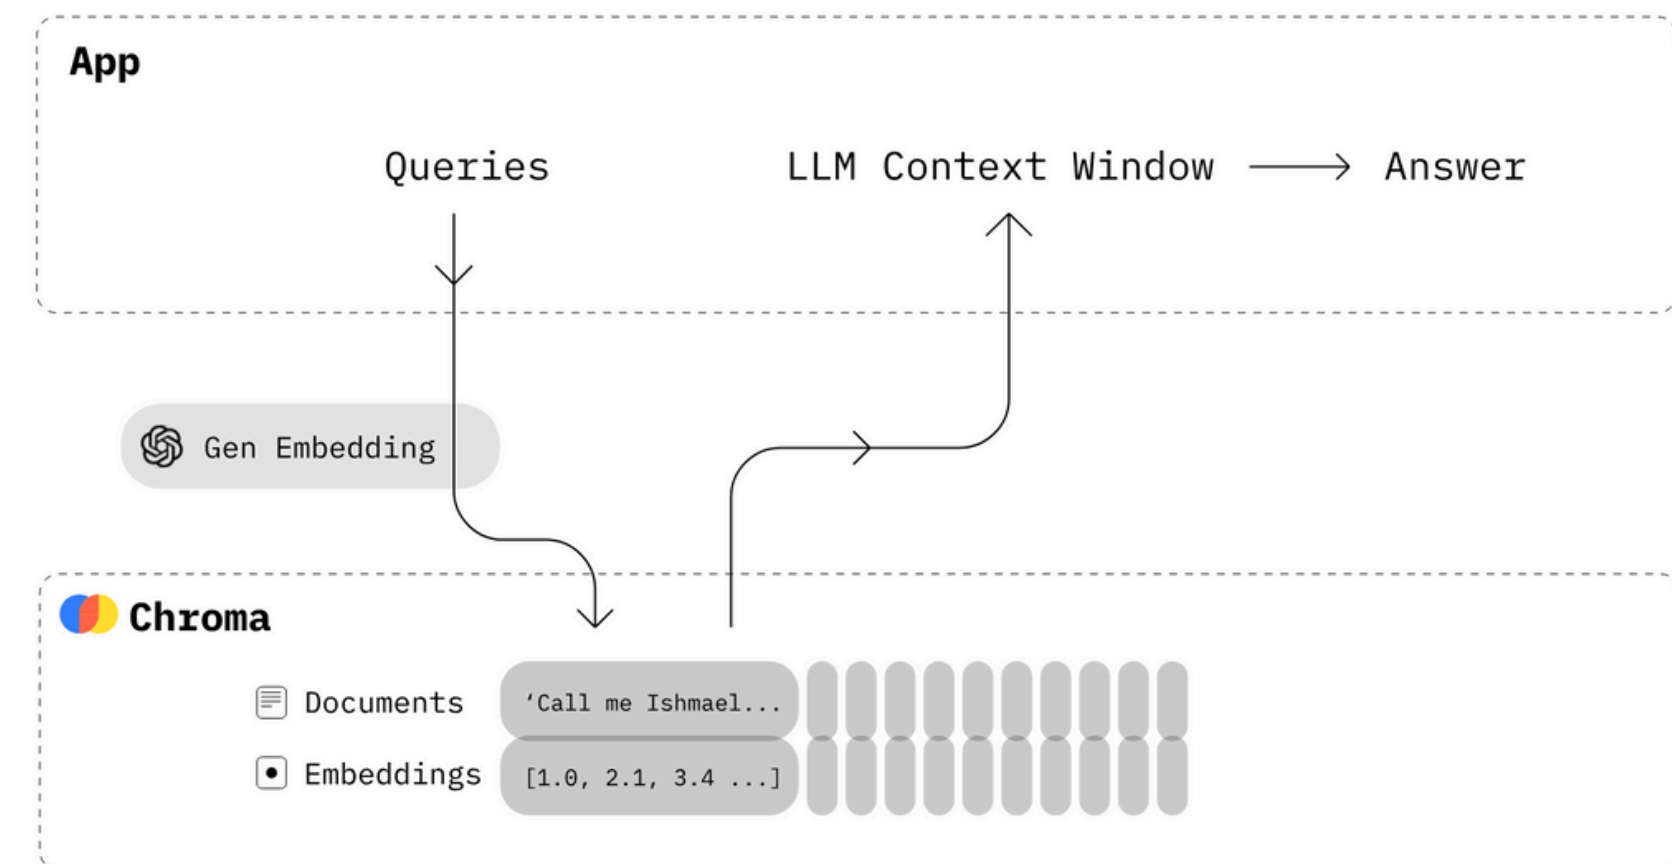 App
Queries
LLM Context Window
Answer
Gen Embedding
Chroma
Documents
‘Call me Ishmael...
Embeddings
[1.0, 2.1, 3.4 ...]